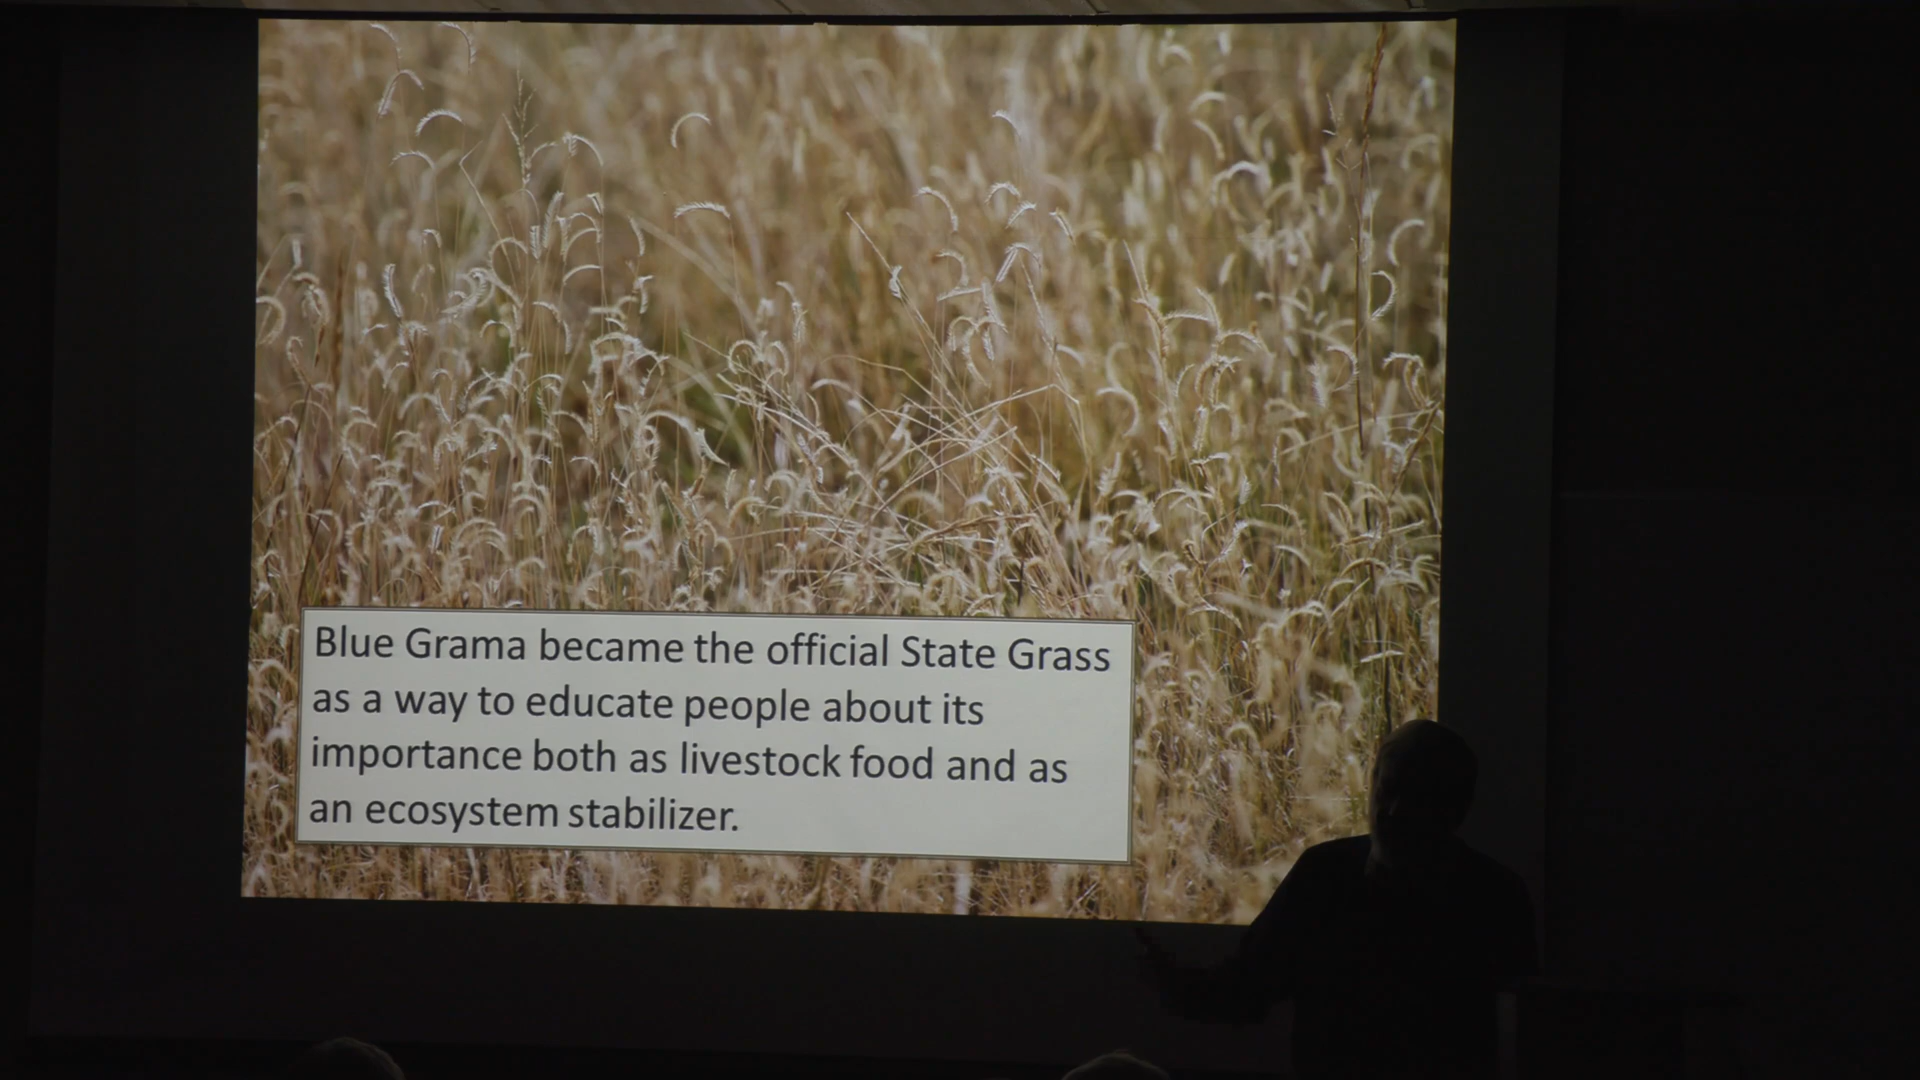 Blue Grama became the official State Grass
as a way to educate people about its
importance both as livestock food and as
an ecosystem stabilizer.